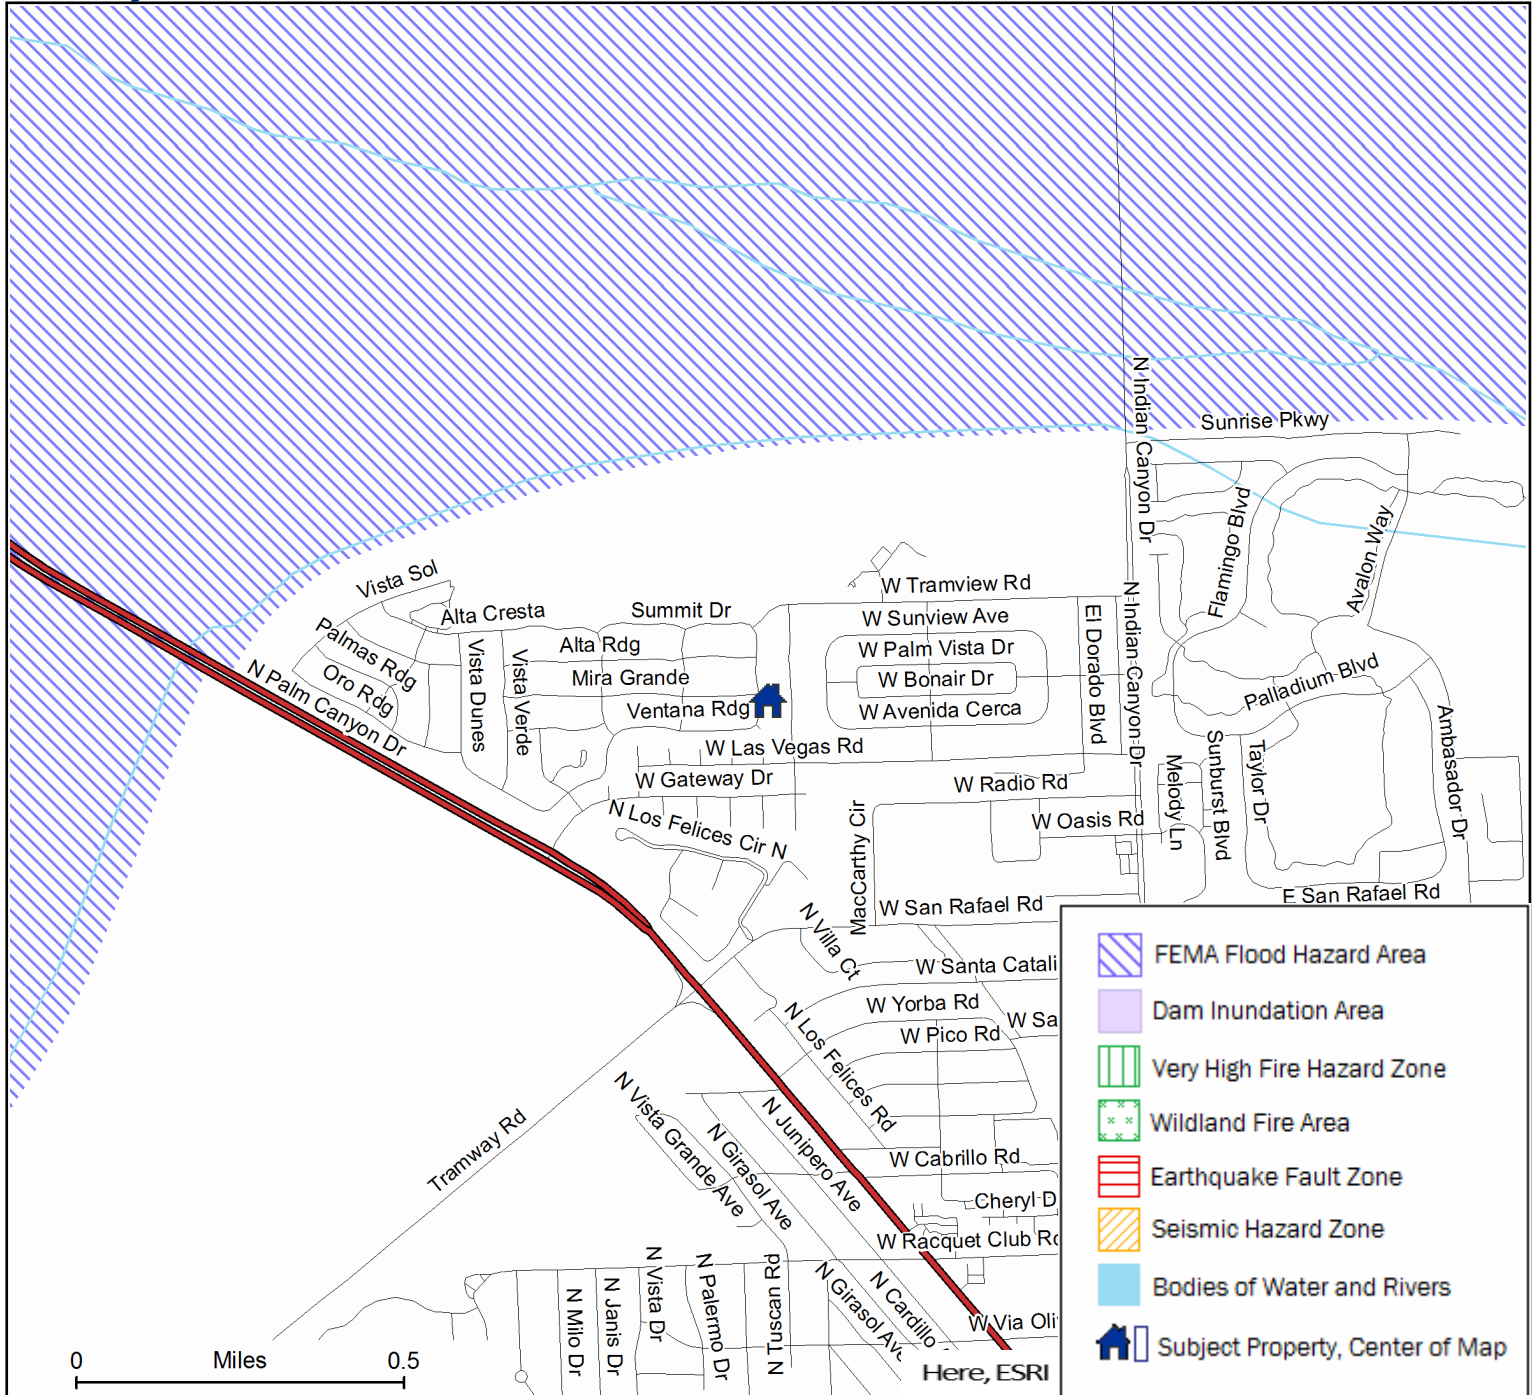 N Indian Canyon Dr
Sunrise Pkwy
Flamingo Blvd
Avalon Way
Vista Sol
W Tramview Rd
Alta Cresta
Summit Dr
W Sunview Ave
N Indian Canyon Dr
El Dorado Blvd
Palmas Rdg
Alta Rdg
W Palm Vista Dr
Vista Dunes
Vista Verde
Oro Rdg
Mira Grande
W Bonair Dr
Palladium Blvd
N Palm Canyon Dr
Ventana Rdg
W Avenida Cerca
Ambasador Dr
W Las Vegas Rd
Sunburst Blvd
Taylor Dr
Melody Ln
W Gateway Dr
W Radio Rd
N Los Felices Cir N
MacCarthy Cir
W Oasis Rd
E San Rafael Rd
W San Rafael Rd
N Villa Ct
W Santa Catali
W Yorba Rd
W Sa
W Pico Rd
N Los Felices Rd
N Vista Grande Ave
N Girasol Ave
N Junipero Ave
Tramway Rd
W Cabrillo Rd
Cheryl D
W Racquet Club Rd
N Milo Dr
N Janis Dr
N Vista Dr
N Palermo Dr
N Tuscan Rd
N Girasol Ave
N Cardillo
W Via Oli
0 Miles 0.5
Here, ESRI
FEMA Flood Hazard Area
Dam Inundation Area
Very High Fire Hazard Zone
Wildland Fire Area
Earthquake Fault Zone
Seismic Hazard Zone
Bodies of Water and Rivers
Subject Property, Center of Map